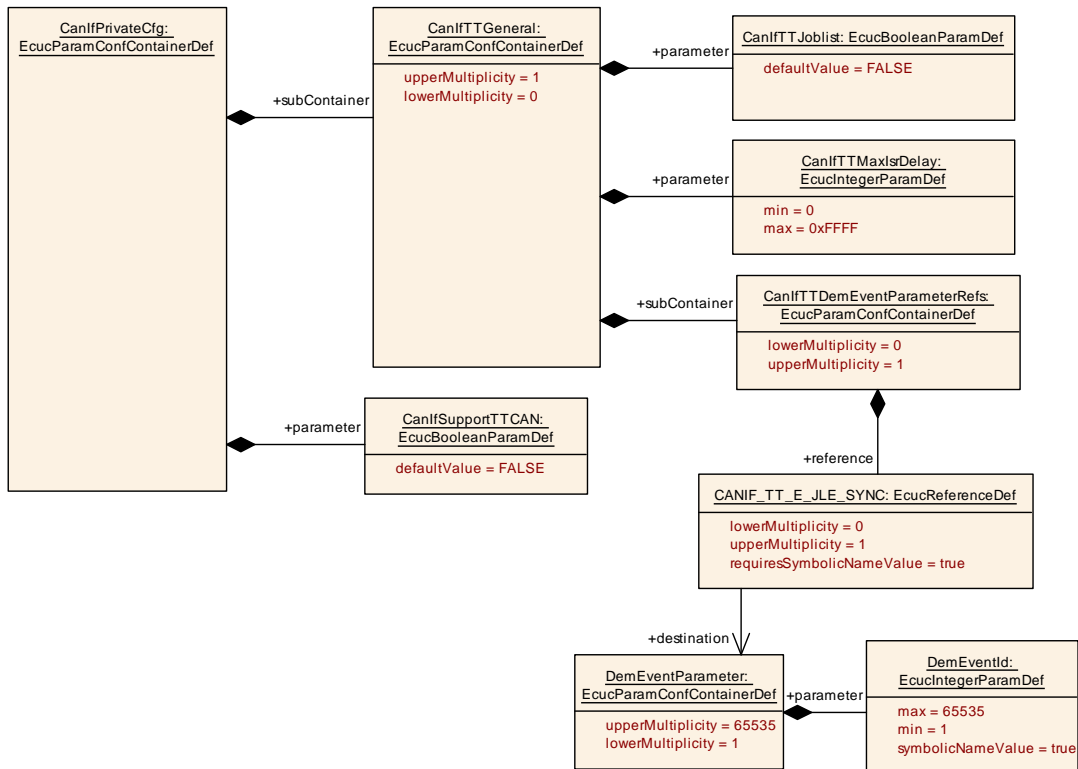 CanIfPrivateCfg:
EcucParamConfContainerDef
CanIfTTGeneral:
EcucParamConfContainerDef
upperMultiplicity = 1
lowerMultiplicity = 0
+subContainer
+parameter
CanIfTTJoblist: EcucBooleanParamDef
defaultValue = FALSE
+parameter
CanIfTTMaxIsrDelay:
EcucIntegerParamDef
min = 0
max = 0xFFFF
+subContainer
CanIfTTDemEventParameterRefs:
EcucParamConfContainerDef
lowerMultiplicity = 0
upperMultiplicity = 1
+parameter
CanIfSupportTTCAN:
EcucBooleanParamDef
defaultValue = FALSE
+reference
CANIF_TT_E_JLE_SYNC: EcucReferenceDef
lowerMultiplicity = 0
upperMultiplicity = 1
requiresSymbolicNameValue = true
+destination
DemEventParameter:
EcucParamConfContainerDef
upperMultiplicity = 65535
lowerMultiplicity = 1
+parameter
DemEventId:
EcucIntegerParamDef
max = 65535
min = 1
symbolicNameValue = true